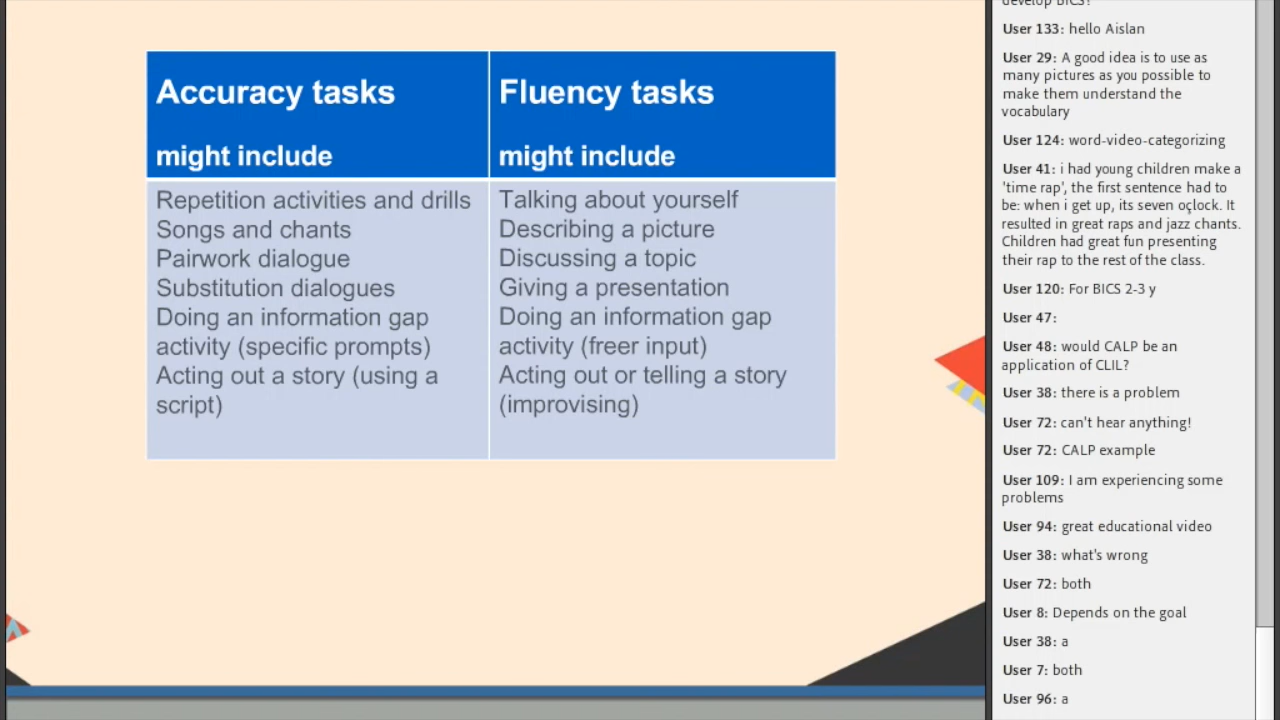 Accuracy tasks
might include
Fluency tasks
might include
Repetition activities and drills
Songs and chants
Pairwork dialogue
Substitution dialogues
Doing an information gap
activity (specific prompts)
Acting out a story (using a
script)
Talking about yourself
Describing a picture
Discussing a topic
Giving a presentation
Doing an information gap
activity (freer input)
Acting out or telling a story
(improvising)
develop BICS?
User 133: hello Aislan
User 29: A good idea is to use as
many pictures as you possible to
make them understand the
vocabulary
User 124: word-video-categorizing
User 41: i had young children make a
'time rap', the first sentence had to
be: when i get up, its seven oçlock. It
resulted in great raps and jazz chants.
Children had great fun presenting
their rap to the rest of the class.
User 120: For BICS 2-3 y
User 47:
User 48: would CALP be an
application of CLIL?
User 38: there is a problem
User 72: can't hear anything!
User 72: CALP example
User 109: I am experiencing some
problems
User 94: great educational video
User 38: what's wrong
User 72: both
User 8: Depends on the goal
User 38: a
User 7: both
User 96: a